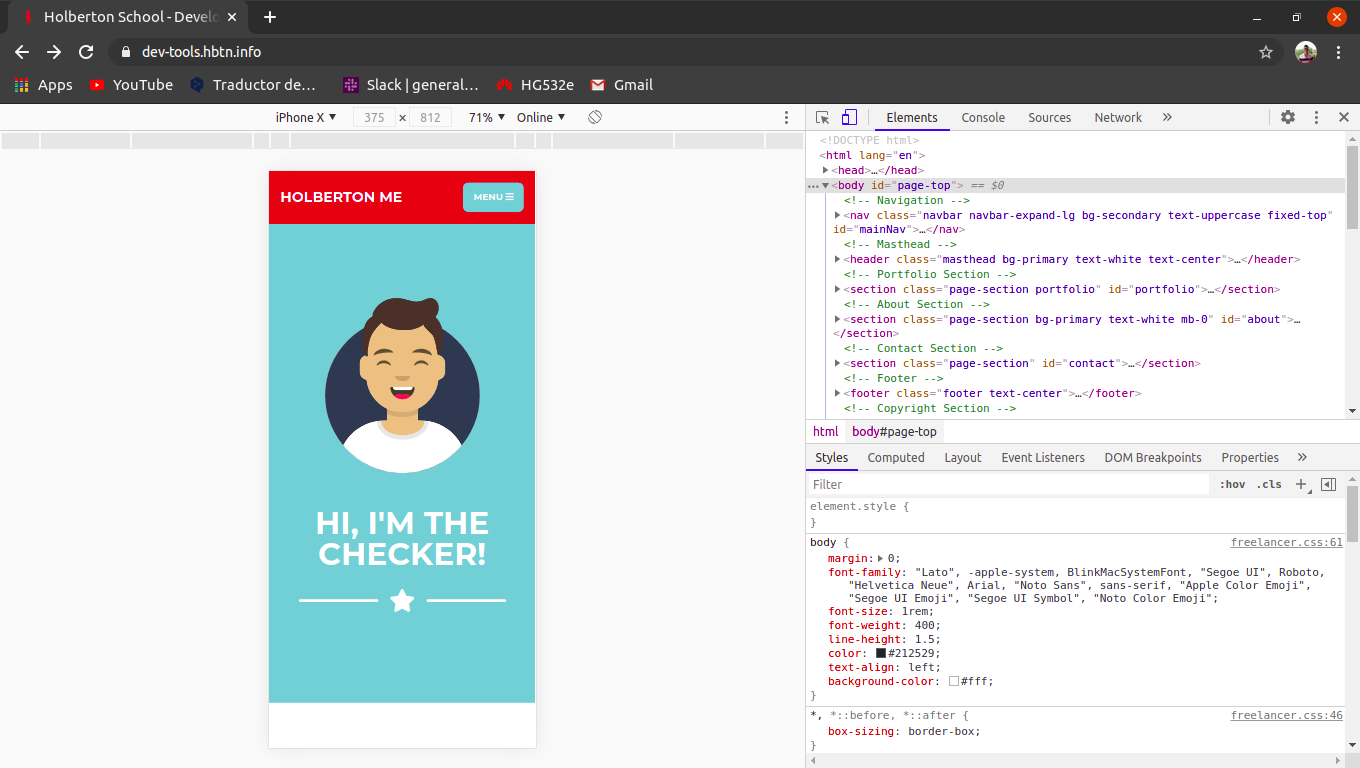 Holberton School - Develo
dev-tools.hbtn.info
Apps YouTube Traductor de… Slack | general… HG532e Gmail
iPhone X ▼ 375 × 812 71% ▼ Online ▼
HOLBERTON ME MENU
HI, I'M THE
CHECKER!
Elements Console Sources Network »
<!DOCTYPE html>
<html lang="en">
▶<head>…</head>
…▼<body id="page-top"> == $0
<!-- Navigation -->
▶<nav class="navbar navbar-expand-lg bg-secondary text-uppercase fixed-top"
id="mainNav">…</nav>
<!-- Masthead -->
▶<header class="masthead bg-primary text-white text-center">…</header>
<!-- Portfolio Section -->
▶<section class="page-section portfolio" id="portfolio">…</section>
<!-- About Section -->
▶<section class="page-section bg-primary text-white mb-0" id="about">…
</section>
<!-- Contact Section -->
▶<section class="page-section" id="contact">…</section>
<!-- Footer -->
▶<footer class="footer text-center">…</footer>
<!-- Copyright Section -->
html body#page-top
Styles Computed Layout Event Listeners DOM Breakpoints Properties »
Filter :hov .cls +
element.style {
}
body { freelancer.css:61
margin:▶ 0;
font-family: "Lato", -apple-system, BlinkMacSystemFont, "Segoe UI", Roboto,
"Helvetica Neue", Arial, "Noto Sans", sans-serif, "Apple Color Emoji",
"Segoe UI Emoji", "Segoe UI Symbol", "Noto Color Emoji";
font-size: 1rem;
font-weight: 400;
line-height: 1.5;
color: #212529;
text-align: left;
background-color: #fff;
}
*, *::before, *::after { freelancer.css:46
box-sizing: border-box;
}